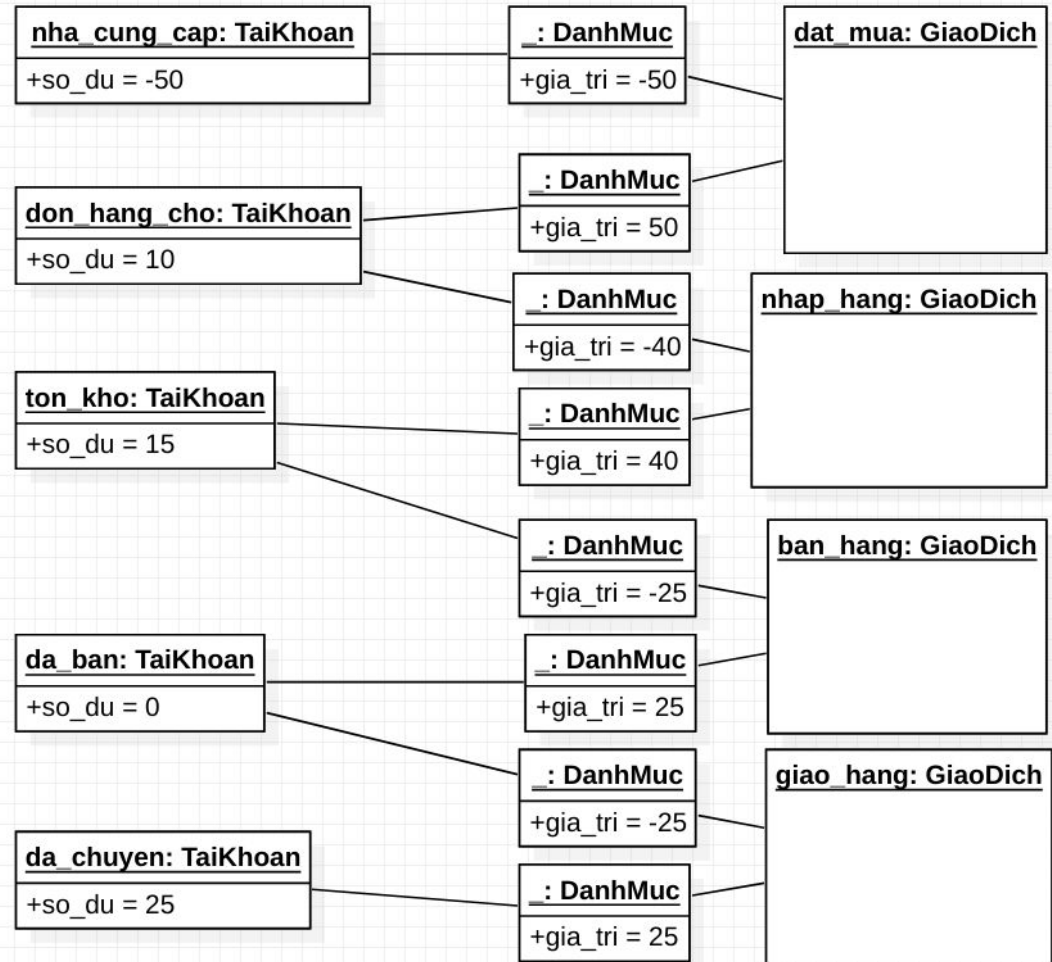 nha_cung_cap: TaiKhoan
+so_du = -50
_: DanhMuc
+gia_tri = -50
dat_mua: GiaoDich
_: DanhMuc
+gia_tri = 50
don_hang_cho: TaiKhoan
+so_du = 10
_: DanhMuc
+gia_tri = -40
nhap_hang: GiaoDich
ton_kho: TaiKhoan
+so_du = 15
_: DanhMuc
+gia_tri = 40
_: DanhMuc
+gia_tri = -25
ban_hang: GiaoDich
da_ban: TaiKhoan
+so_du = 0
_: DanhMuc
+gia_tri = 25
_: DanhMuc
+gia_tri = -25
giao_hang: GiaoDich
da_chuyen: TaiKhoan
+so_du = 25
_: DanhMuc
+gia_tri = 25